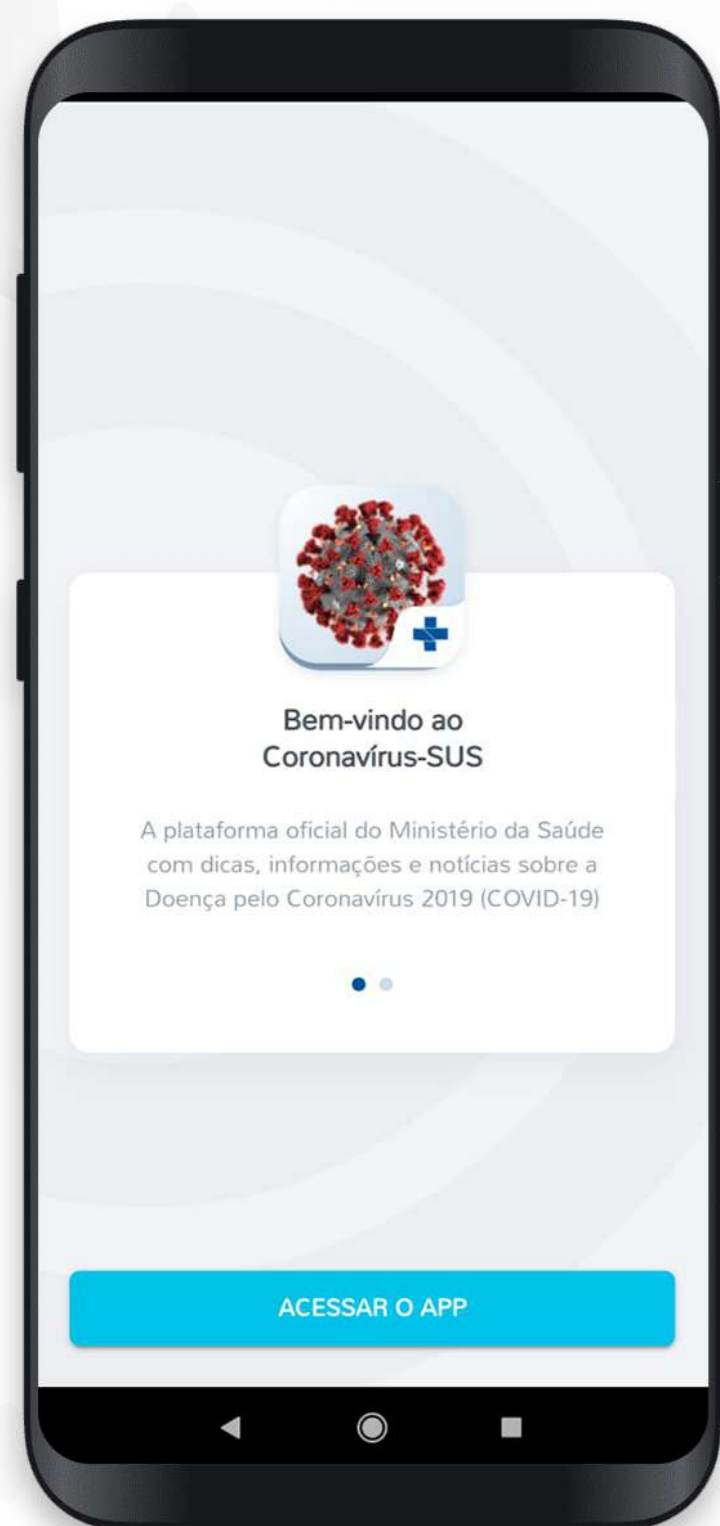 Bem-vindo ao
Coronavírus-SUS
A plataforma oficial do Ministério da Saúde
com dicas, informações e notícias sobre a
Doença pelo Coronavírus 2019 (COVID-19)
ACESSAR O APP